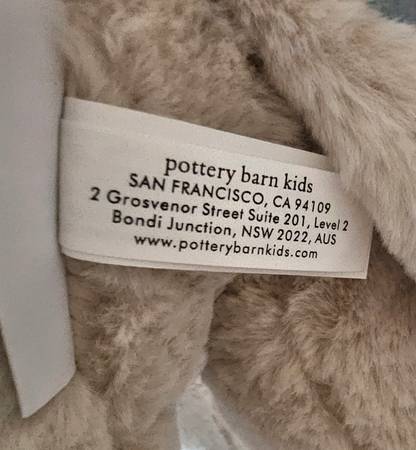 pottery barn kids
SAN FRANCISCO, CA 94109
2 Grosvenor Street Suite 201, Level 2
Bondi Junction, NSW 2022, AUS
www.potterybarnkids.com